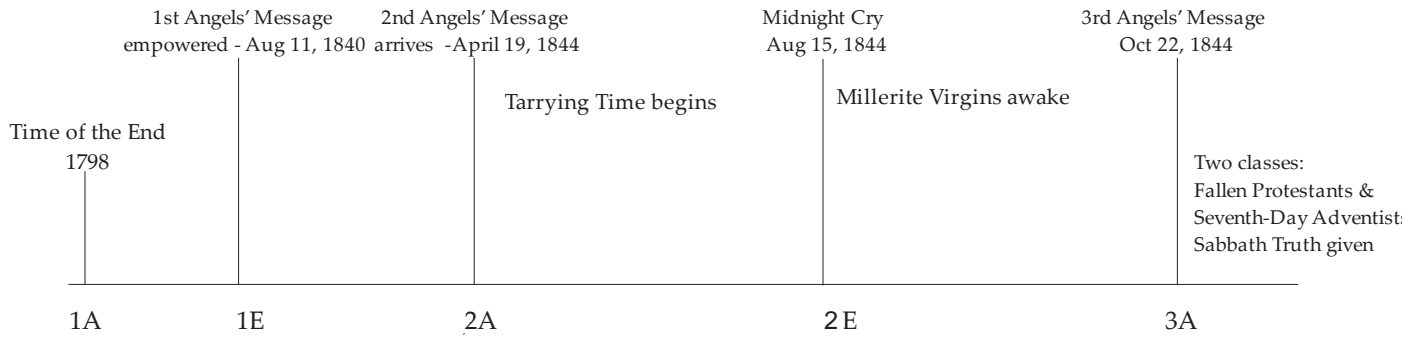 1st Angels' Message
empowered - Aug 11, 1840
2nd Angels' Message
arrives -April 19, 1844
Midnight Cry
Aug 15, 1844
3rd Angels' Message
Oct 22, 1844
Tarrying Time begins
Millerite Virgins awake
Time of the End
1798
Two classes:
Fallen Protestants &
Seventh-Day Adventists
Sabbath Truth given
1A
1E
2A
2E
3A